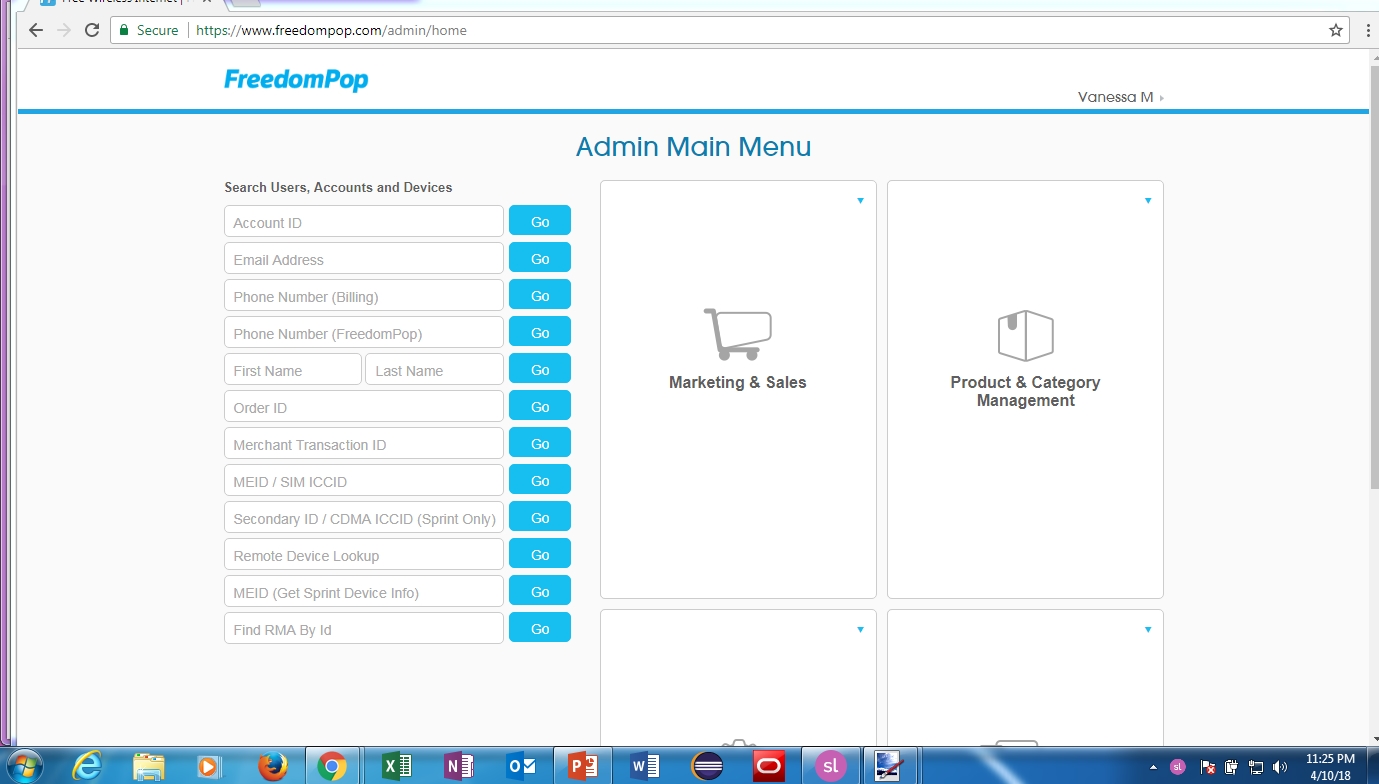 Free Wireless Internet |
Secure
https://www.freedompop.com/admin/home
FreedomPop
Vanessa M
Admin Main Menu
Search Users, Accounts and Devices
Account ID Go
Email Address Go
Phone Number (Billing) Go
Phone Number (FreedomPop) Go
First Name Last Name Go
Order ID Go
Merchant Transaction ID Go
MEID / SIM ICCID Go
Secondary ID / CDMA ICCID (Sprint Only) Go
Remote Device Lookup Go
MEID (Get Sprint Device Info) Go
Find RMA By Id Go
Marketing & Sales
Product & Category
Management
sl
sl
11:25 PM
4/10/18